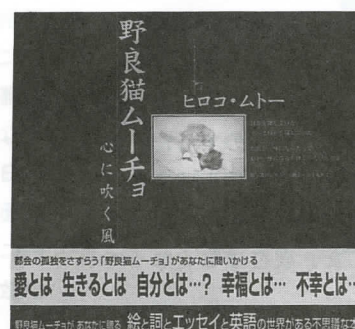 野良猫ムーチョ
心に吹く風
ヒロコ・ムトー
都会の孤独をさすらう「野良猫ムーチョ」があなたに問いかける
愛とは 生きるとは 自分とは…? 幸福とは… 不幸とは…
野良猫ムーチョが あなたに贈る 絵と詞とエッセイと英語の世界がある不思議な